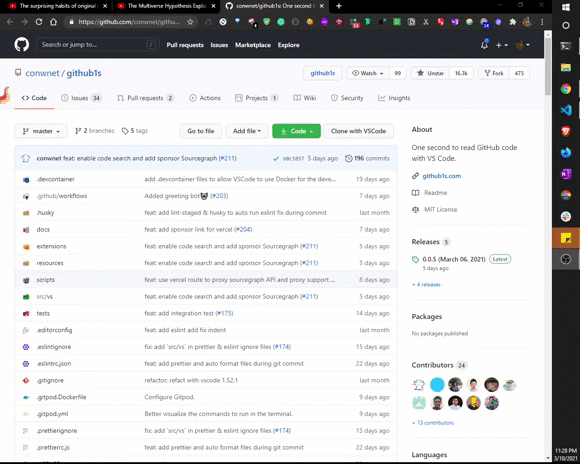 The surprising habits of original
The Multiverse Hypothesis Expla
conwnet/github1s: One second t
https://github.com/conwnet/githu
Search or jump to...
Pull requests Issues Marketplace Explore
conwnet / github1s
github1s Watch 99 Unstar 16.3k Fork 473
Code Issues 34 Pull requests 2 Actions Projects 1 Wiki Security Insights
master 2 branches 5 tags Go to file Add file Code Clone with VSCode
conwnet feat: enable code search and add sponsor Sourcegraph (#211) 5 days ago 196 commits
.devcontainer add .devcontainer files to allow VSCode to use Docker for the deve... 19 days ago
.github/workflows Added greeting bot (#203) 7 days ago
.husky feat: add lint-staged & husky to auto run eslint fix during commit last month
docs feat: add sponsor link for vercel (#204) 7 days ago
extensions feat: enable code search and add sponsor Sourcegraph (#211) 5 days ago
resources feat: enable code search and add sponsor Sourcegraph (#211) 5 days ago
scripts feat: use vercel route to proxy sourcegraph API and proxy support ... 8 days ago
src/vs feat: enable code search and add sponsor Sourcegraph (#211) 5 days ago
tests feat: add integration test (#175) 14 days ago
.editorconfig feat: add eslint add fix indent last month
.eslintignore fix: add `src/vs` in prettier & eslint ignore files (#174) 15 days ago
.eslintrc.json feat: add prettier and auto format files during git commit 22 days ago
.gitignore refactor: refact with vscode 1.52.1 last month
.gitpod.Dockerfile Configure Gitpod. 9 days ago
.gitpod.yml Better visualize the commands to run in the terminal. 9 days ago
.prettierignore fix: add `src/vs` in prettier & eslint ignore files (#174) 15 days ago
.prettierrc.js feat: add prettier and auto format files during git commit 22 days ago
About
One second to read GitHub code
with VS Code.
github1s.com
Readme
MIT License
Releases 5
0.0.5 (March 06, 2021) Latest
5 days ago
+ 4 releases
Packages
No packages published
Contributors 24
+ 13 contributors
Languages
11:28 PM
3/10/2021